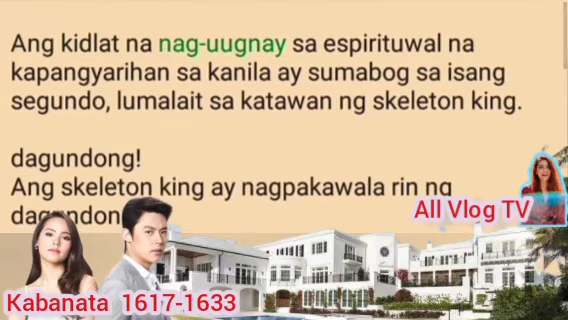 Ang kidlat na nag-uugnay sa espirituwal na
kapangyarihan sa kanila ay sumabog sa isang
segundo, lumalait sa katawan ng skeleton king.
dagundong!
Ang skeleton king ay nagpakawala rin ng
dagundon
All Vlog TV
Kabanata 1617-1633